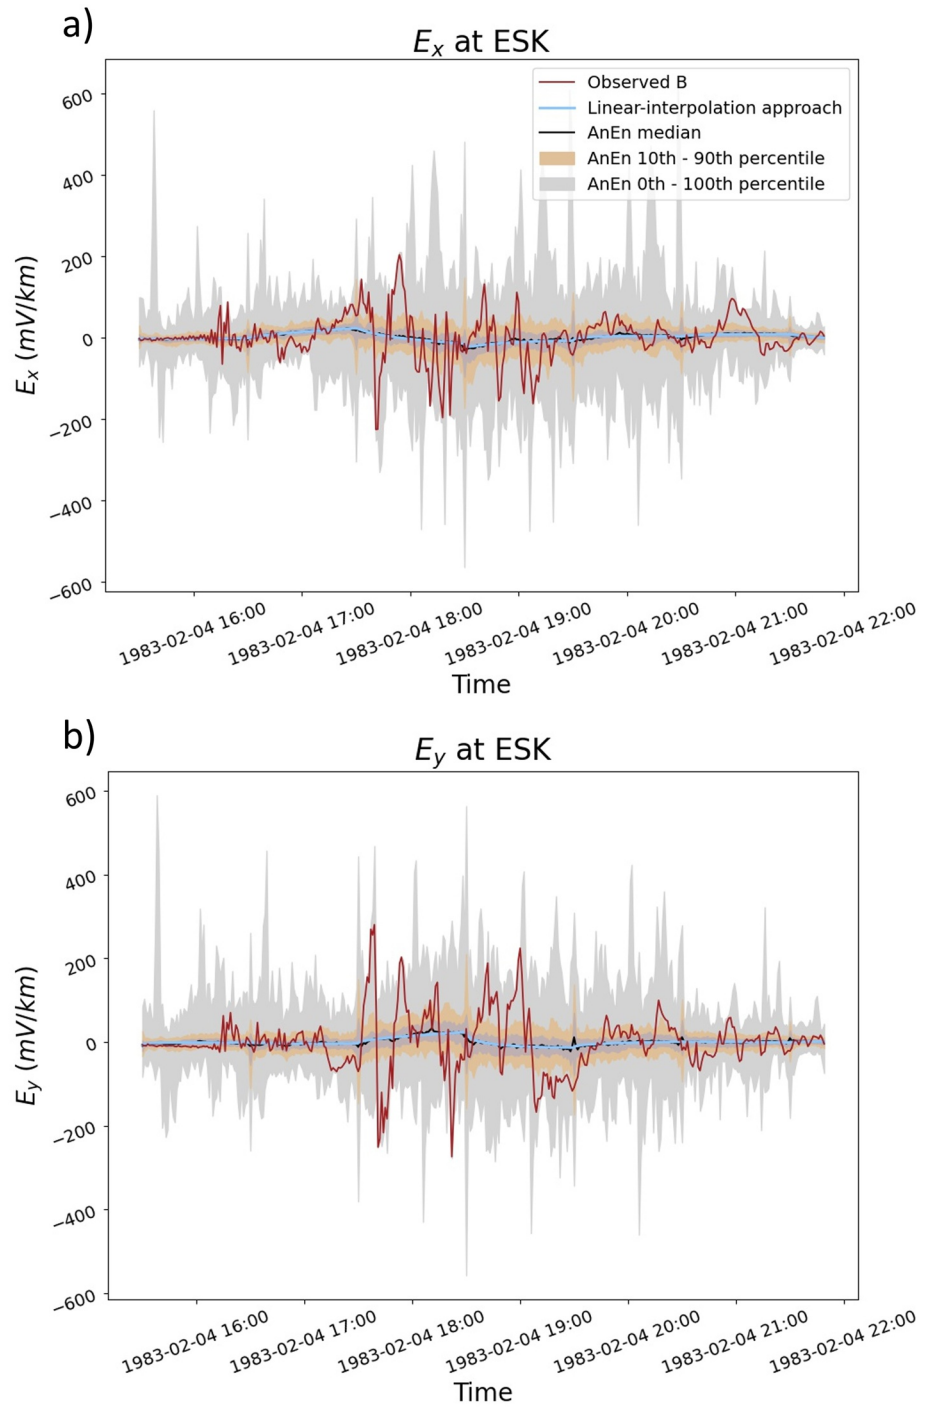 a)
Ex at ESK
Observed B
Linear-interpolation approach
AnEn median
AnEn 10th - 90th percentile
AnEn 0th - 100th percentile
600
400
200
0
−200
−400
−600
Ex (mV/km)
1983-02-04 16:00
1983-02-04 17:00
1983-02-04 18:00
1983-02-04 19:00
1983-02-04 20:00
1983-02-04 21:00
1983-02-04 22:00
Time
b)
Ey at ESK
600
400
200
0
−200
−400
−600
Ey (mV/km)
1983-02-04 16:00
1983-02-04 17:00
1983-02-04 18:00
1983-02-04 19:00
1983-02-04 20:00
1983-02-04 21:00
1983-02-04 22:00
Time